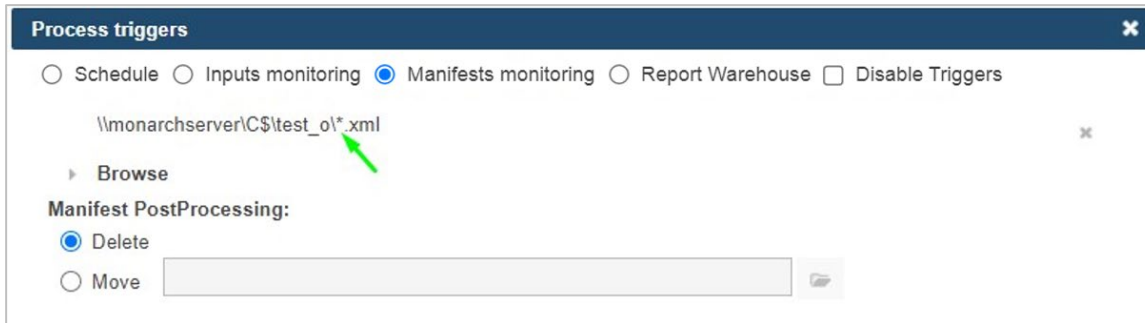 Process triggers
Schedule Inputs monitoring Manifests monitoring Report Warehouse Disable Triggers
\\monarchserver\C$\test_o\*.xml
Browse
Manifest PostProcessing:
Delete
Move